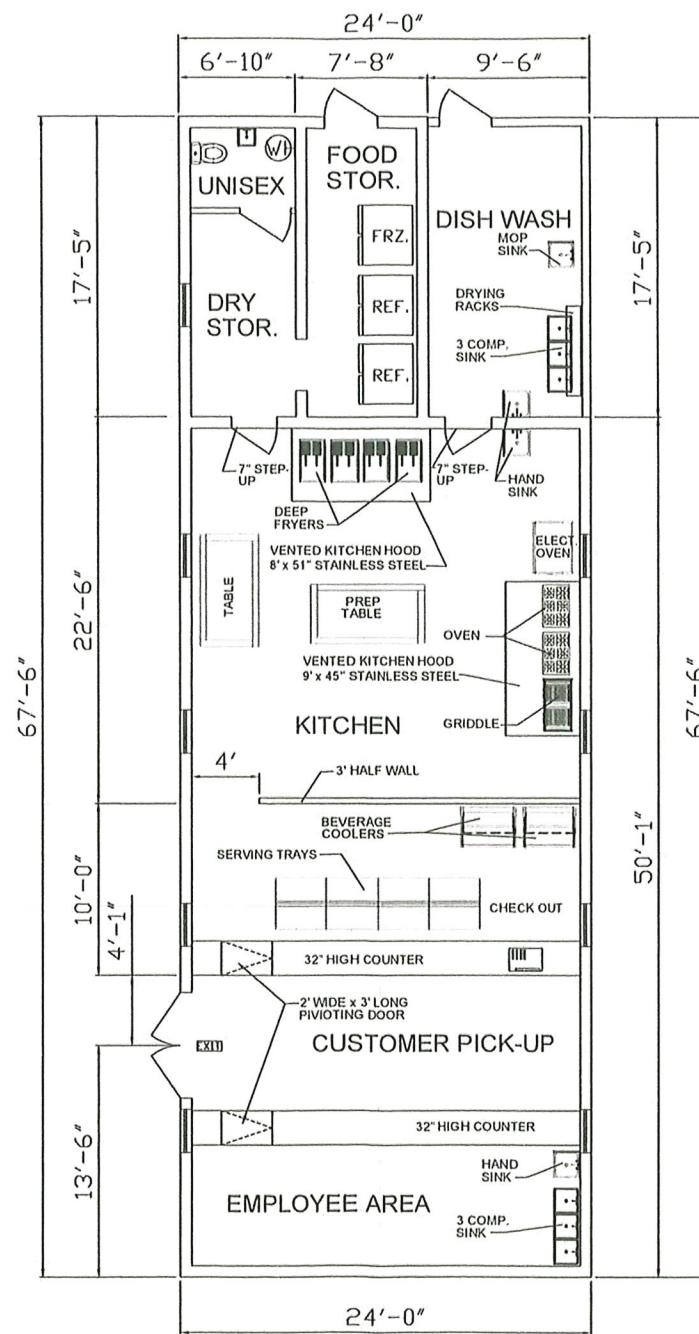 24'-0"
6'-10"
7'-8"
9'-6"
FOOD
STOR.
WH
UNISEX
DISH WASH
FRZ.
MOP
SINK
17'-5"
17'-5"
DRY
STOR.
REF.
DRYING
RACKS
3 COMP.
SINK
REF.
7" STEP-
UP
7" STEP-
UP
HAND
SINK
DEEP
FRYERS
VENTED KITCHEN HOOD
8' x 51" STAINLESS STEEL
ELECT.
OVEN
TABLE
PREP
TABLE
22'-6"
OVEN
VENTED KITCHEN HOOD
9' x 45" STAINLESS STEEL
67'-6"
67'-6"
KITCHEN
GRIDDLE
4'
3' HALF WALL
BEVERAGE
COOLERS
SERVING TRAYS
10'-0"
50'-1"
CHECK OUT
4'-1"
32" HIGH COUNTER
2' WIDE x 3' LONG
PIVIOTING DOOR
EXIT
CUSTOMER PICK-UP
32" HIGH COUNTER
13'-6"
HAND
SINK
EMPLOYEE AREA
3 COMP.
SINK
24'-0"